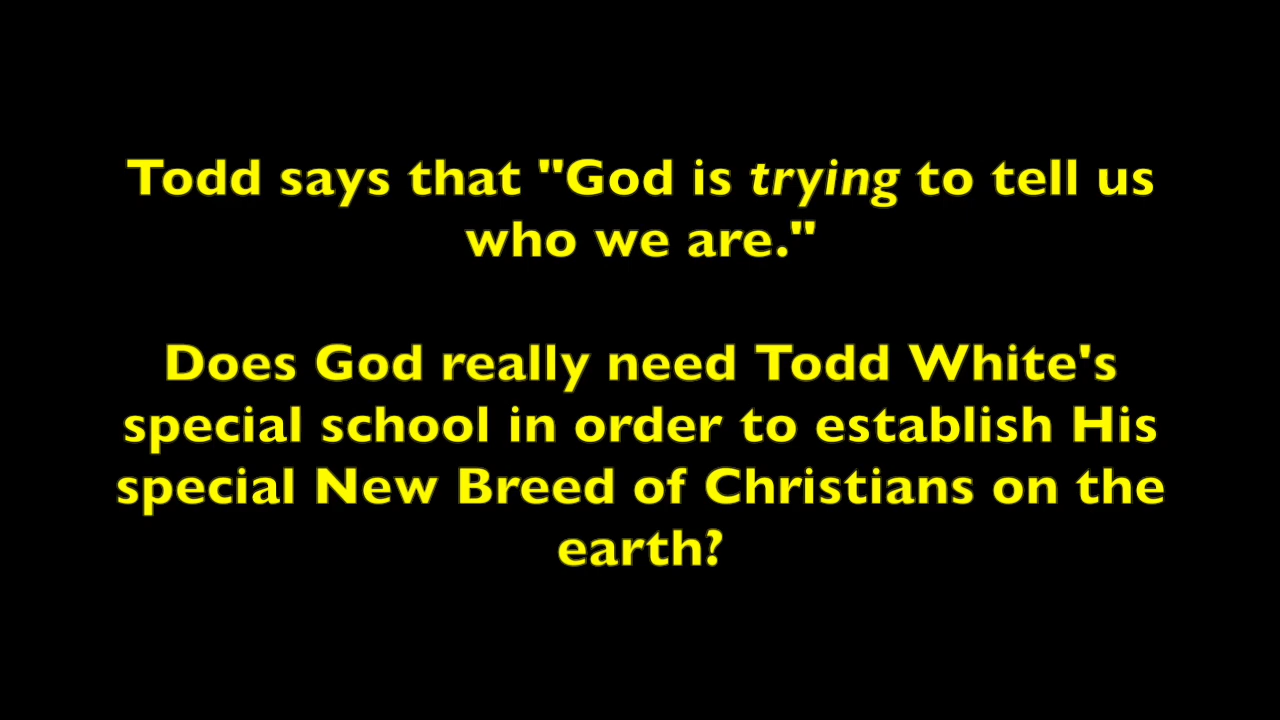 Todd says that "God is trying to tell us
who we are."
Does God really need Todd White's
special school in order to establish His
special New Breed of Christians on the
earth?